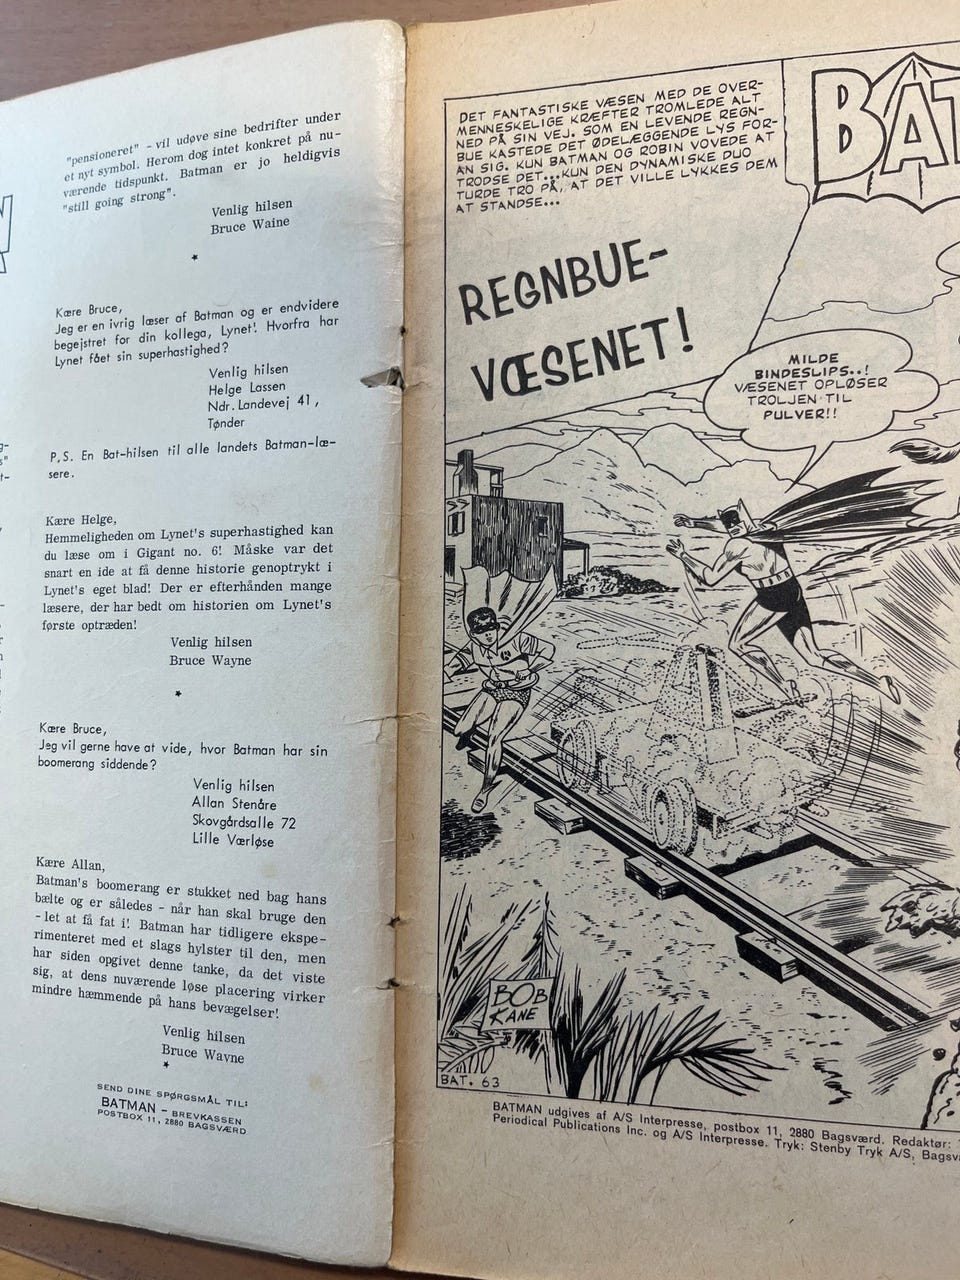 "pensioneret" - vil udøve sine bedrifter under
et nyt symbol. Herom dog intet konkret på nu-
værende tidspunkt. Batman er jo heldigvis
"still going strong".
Venlig hilsen
Bruce Waine
*
Kære Bruce,
Jeg er en ivrig læser af Batman og er endvidere
begejstret for din kollega, Lynet! Hvorfra har
Lynet fået sin superhastighed?
Venlig hilsen
Helge Lassen
Ndr. Landevej 41,
Tønder
P.S. En Bat-hilsen til alle landets Batman-læ-
sere.
Kære Helge,
Hemmeligheden om Lynet's superhastighed kan
du læse om i Gigant no. 6! Måske var det
snart en ide at få denne historie genoptrykt i
Lynet's eget blad! Der er efterhånden mange
læsere, der har bedt om historien om Lynet's
første optræden!
Venlig hilsen
Bruce Wayne
*
Kære Bruce,
Jeg vil gerne have at vide, hvor Batman har sin
boomerang siddende?
Venlig hilsen
Allan Stenåre
Skovgårdsalle 72
Lille Værløse
Kære Allan,
Batman's boomerang er stukket ned bag hans
bælte og er således - når han skal bruge den
- let at få fat i! Batman har tidligere ekspe-
rimenteret med et slags hylster til den, men
har siden opgivet denne tanke, da det viste
sig, at dens nuværende løse placering virker
mindre hæmmende på hans bevægelser!
Venlig hilsen
Bruce Wayne
*
SEND DINE SPØRGSMÅL TIL:
BATMAN - BREVKASSEN
POSTBOX 11, 2880 BAGSVÆRD
DET FANTASTISKE VÆSEN MED DE OVER-
MENNESKELIGE KRÆFTER TROMLEDE ALT
NED PÅ SIN VEJ. SOM EN LEVENDE REGN-
BUE KASTEDE DET ØDELÆGGENDE LYS FOR-
AN SIG. KUN BATMAN OG ROBIN VOVEDE AT
TRODSE DET...KUN DEN DYNAMISKE DUO
TURDE TRO PÅ, AT DET VILLE LYKKES DEM
AT STANDSE...
BAT
REGNBUE-
VÆSENET!
MILDE
BINDESLIPS..!
VÆSENET OPLØSER
TROLJEN TIL
PULVER!!
BOB
KANE
BAT. 63
BATMAN udgives af A/S Interpresse, postbox 11, 2880 Bagsværd. Redaktør:
Periodical Publications Inc. og A/S Interpresse. Tryk: Stenby Tryk A/S, Bagsv